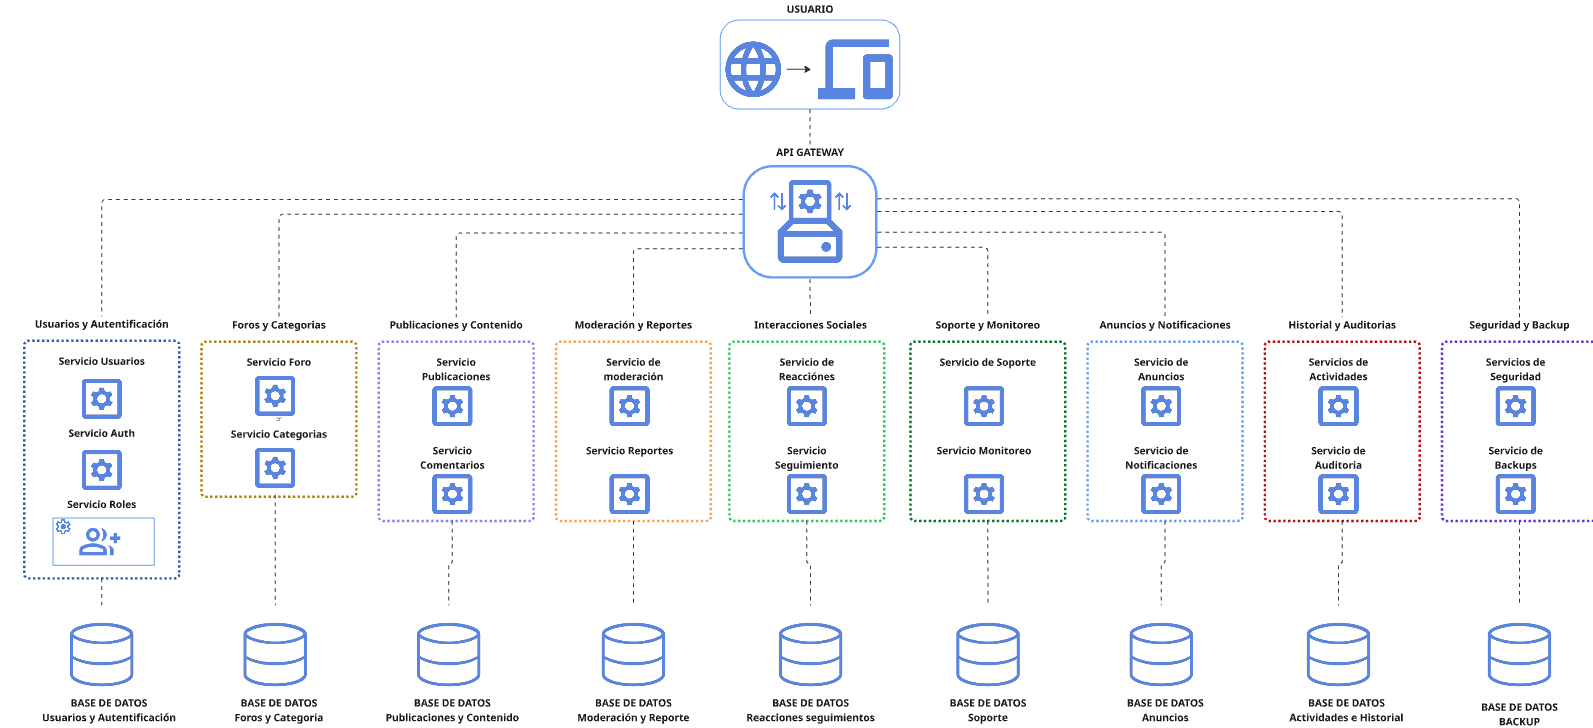 USUARIO
API GATEWAY
Usuarios y Autentificación
Foros y Categorias
Publicaciones y Contenido
Moderación y Reportes
Interacciones Sociales
Soporte y Monitoreo
Anuncios y Notificaciones
Historial y Auditorias
Seguridad y Backup
Servicio Usuarios
Servicio Auth
Servicio Roles
Servicio Foro
Servicio Categorias
Servicio
Publicaciones
Servicio
Comentarios
Servicio de
moderación
Servicio Reportes
Servicio de
Reacciónes
Servicio
Seguimiento
Servicio de Soporte
Servicio Monitoreo
Servicio de
Anuncios
Servicio de
Notificaciones
Servicios de
Actividades
Servicio de
Auditoria
Servicios de
Seguridad
Servicio de
Backups
BASE DE DATOS
Usuarios y Autentificación
BASE DE DATOS
Foros y Categoria
BASE DE DATOS
Publicaciones y Contenido
BASE DE DATOS
Moderación y Reporte
BASE DE DATOS
Reacciones seguimientos
BASE DE DATOS
Soporte
BASE DE DATOS
Anuncios
BASE DE DATOS
Actividades e Historial
BASE DE DATOS
BACKUP